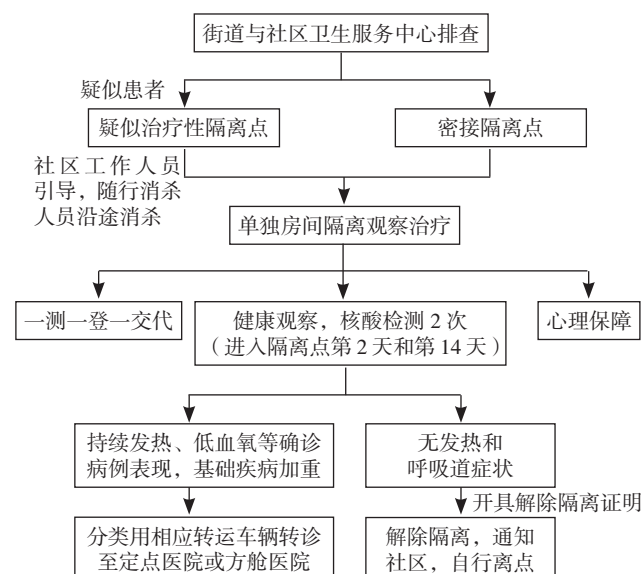 街道与社区卫生服务中心排查
疑似患者
疑似治疗性隔离点
密接隔离点
社区工作人员
引导，随行消杀
人员沿途消杀
单独房间隔离观察治疗
一测一登一交代
健康观察，核酸检测 2 次
（进入隔离点第 2 天和第 14 天）
心理保障
持续发热、低血氧等确诊
病例表现，基础疾病加重
无发热和
呼吸道症状
开具解除隔离证明
分类用相应转运车辆转诊
至定点医院或方舱医院
解除隔离，通知
社区，自行离点